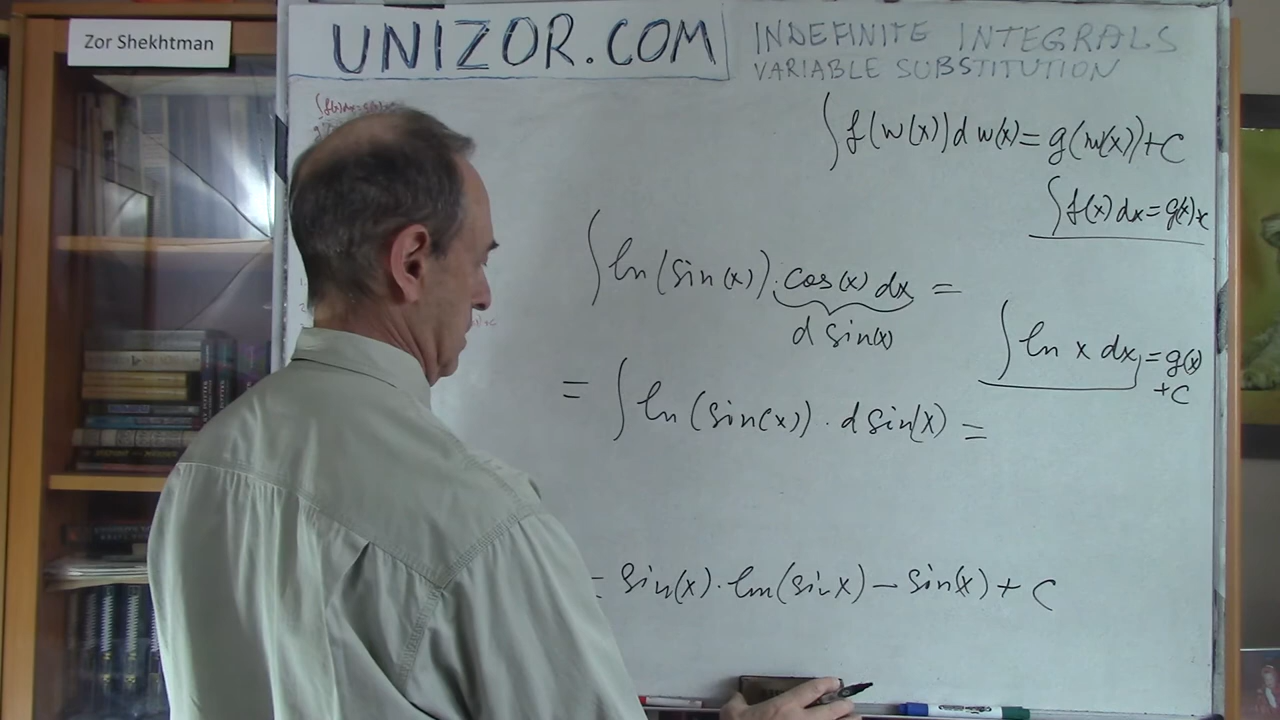 Zor Shekhtman
UNIZOR.COM
INDEFINITE INTEGRALS
VARIABLE SUBSTITUTION
∫f(w(x))d w(x)=g(w(x))+C
∫f(x)dx=g(x)
∫ln(sin(x))·cos(x)dx=
d sin(x)
∫ln x dx =g(x)
+C
=∫ln(sin(x))·d sin(x)=
= sin(x)·ln(sin x)−sin(x)+C